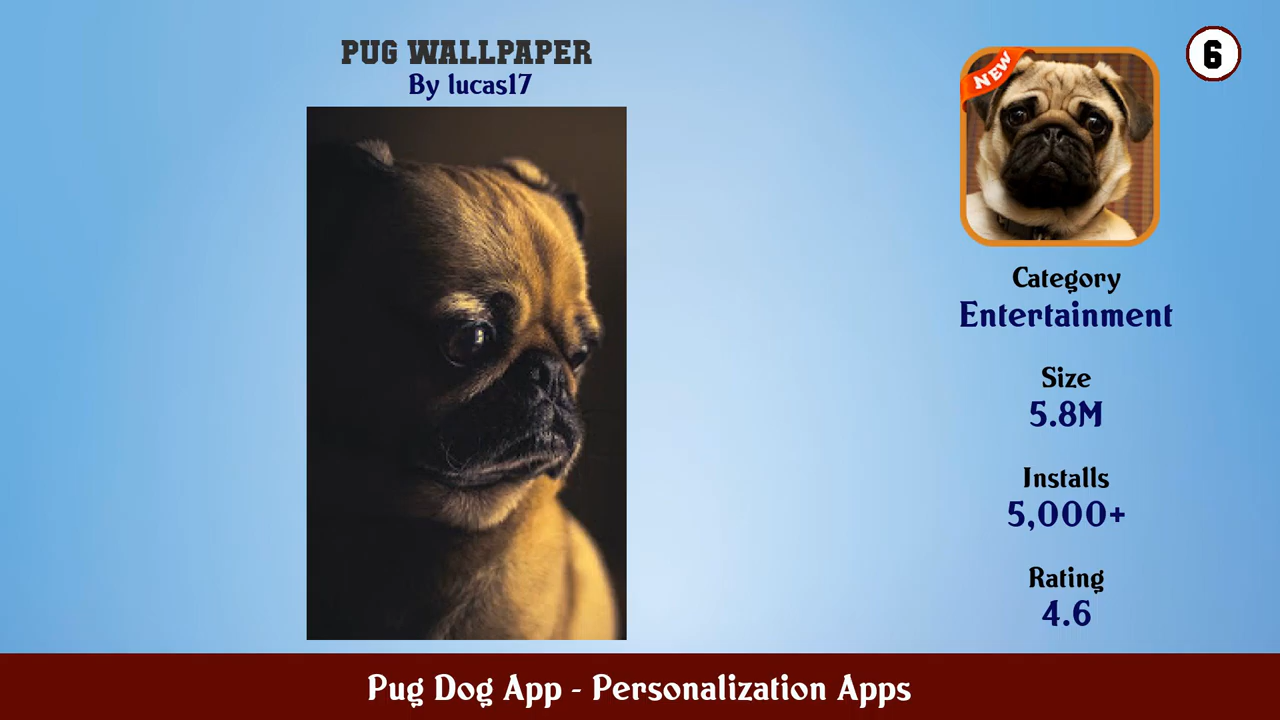 PUG WALLPAPER
By lucas17
NEW
6
Category
Entertainment
Size
5.8M
Installs
5,000+
Rating
4.6
Pug Dog App - Personalization Apps